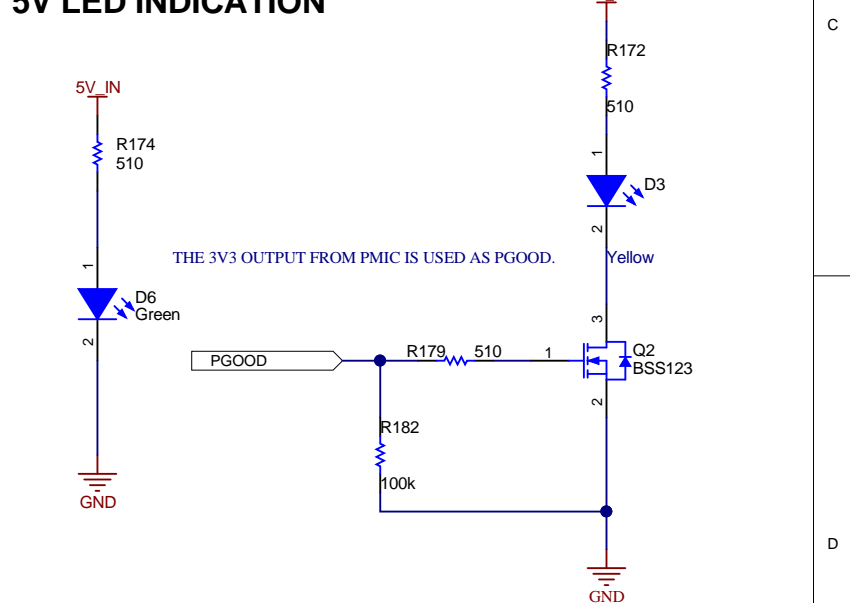 5V LED INDICATION
C
R172
5V_IN
510
R174
510
1
D3
2
THE 3V3 OUTPUT FROM PMIC IS USED AS PGOOD.
Yellow
1
D6
Green
3
2
R179
510
1
Q2
PGOOD
BSS123
2
R182
100k
GND
D
GND